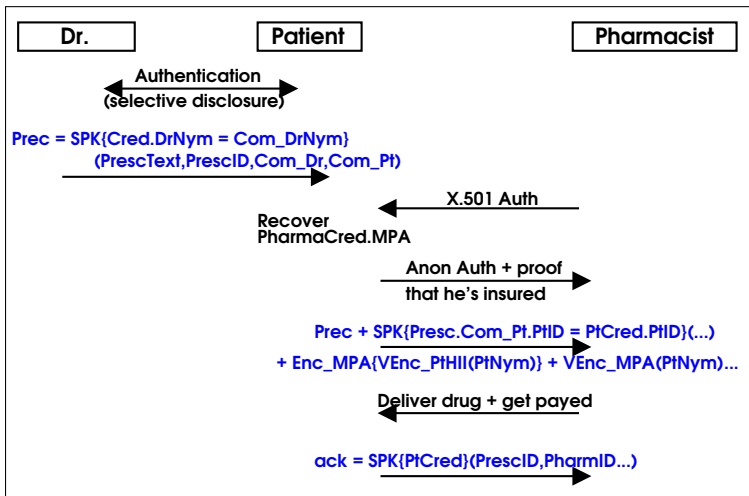 Dr.
Patient
Pharmacist
Authentication
(selective disclosure)
Prec = SPK{Cred.DrNym = Com_DrNym}
(PrescText,PrescID,Com_Dr,Com_Pt)
X.501 Auth
Recover
PharmaCred.MPA
Anon Auth + proof
that he's insured
Prec + SPK{Presc.Com_Pt.PtID = PtCred.PtID}(...)
+ Enc_MPA{VEnc_PtHII(PtNym)} + VEnc_MPA(PtNym)...
Deliver drug + get payed
ack = SPK{PtCred}(PrescID,PharmID...)